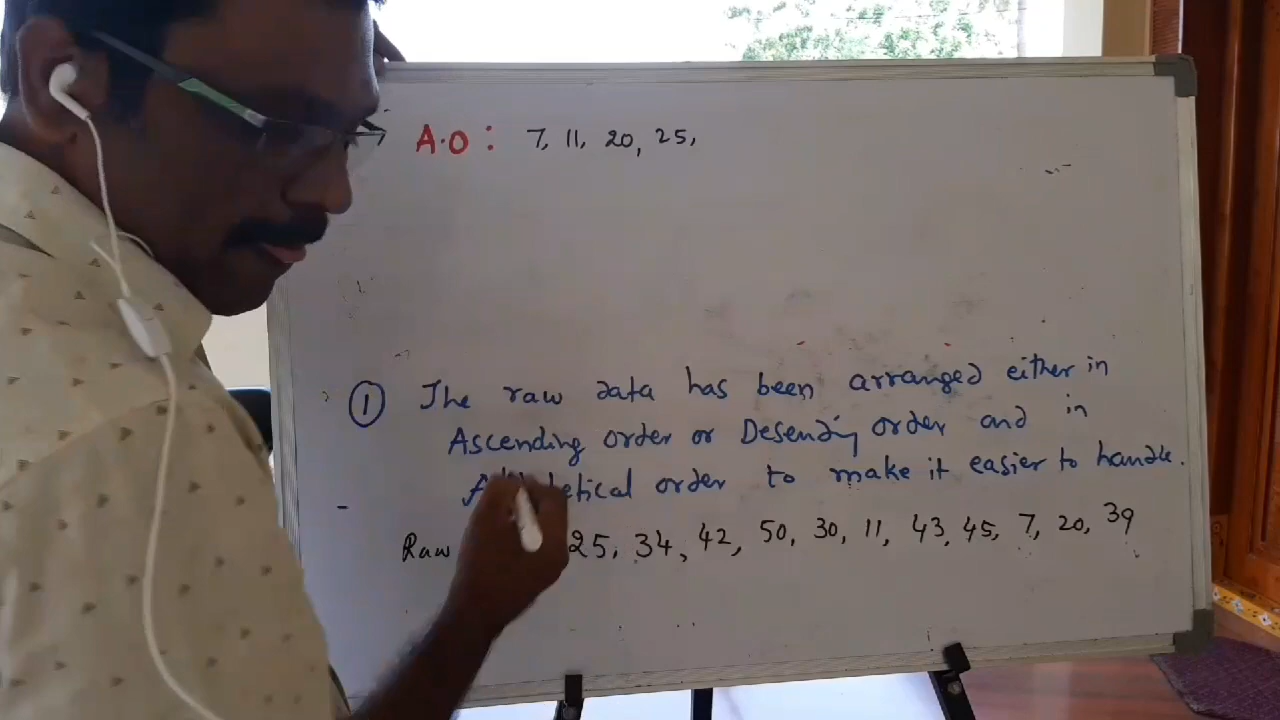 A.O : 7, 11, 20, 25,
① The raw data has been arranged either in
Ascending order or Desending order and in
order to make it easier to handle.
Raw 25, 34, 42, 50, 30, 11, 43, 45, 7, 20, 39